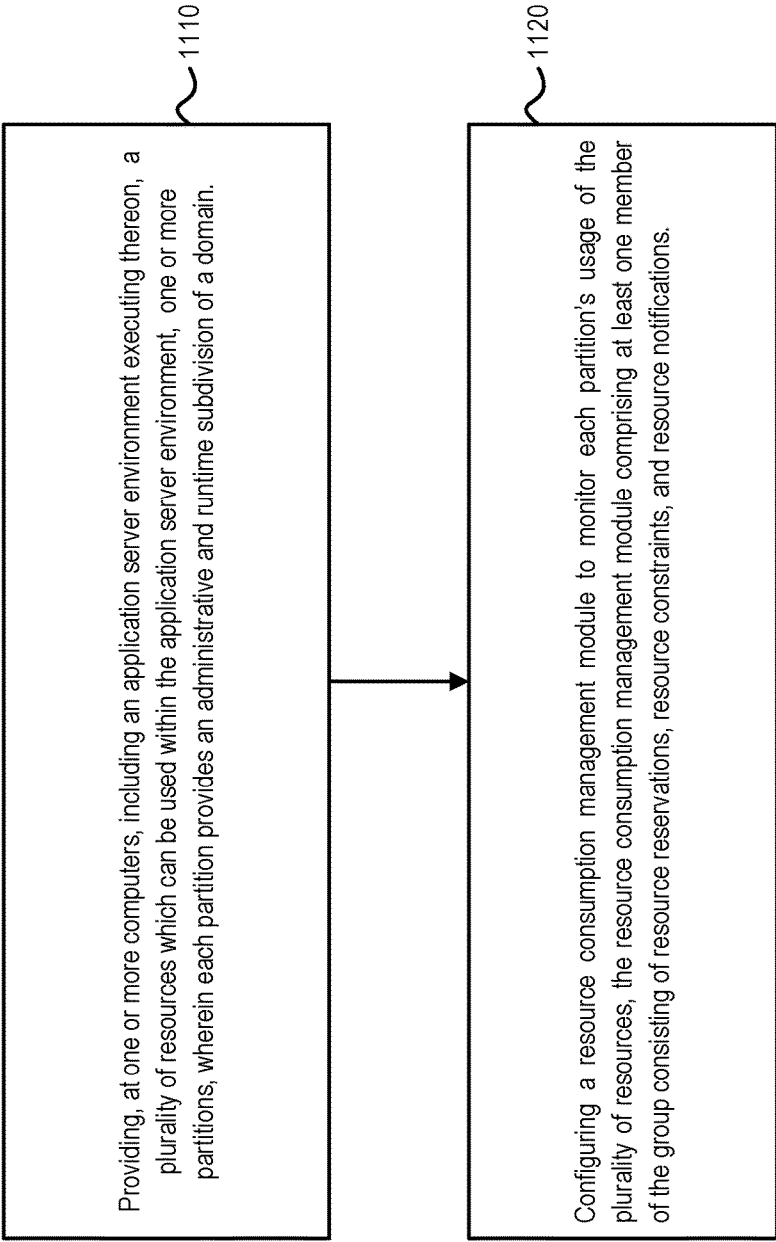 1110
Providing, at one or more computers, including an application server environment executing thereon, a
plurality of resources which can be used within the application server environment, one or more
partitions, wherein each partition provides an administrative and runtime subdivision of a domain.
1120
Configuring a resource consumption management module to monitor each partition's usage of the
plurality of resources, the resource consumption management module comprising at least one member
of the group consisting of resource reservations, resource constraints, and resource notifications.